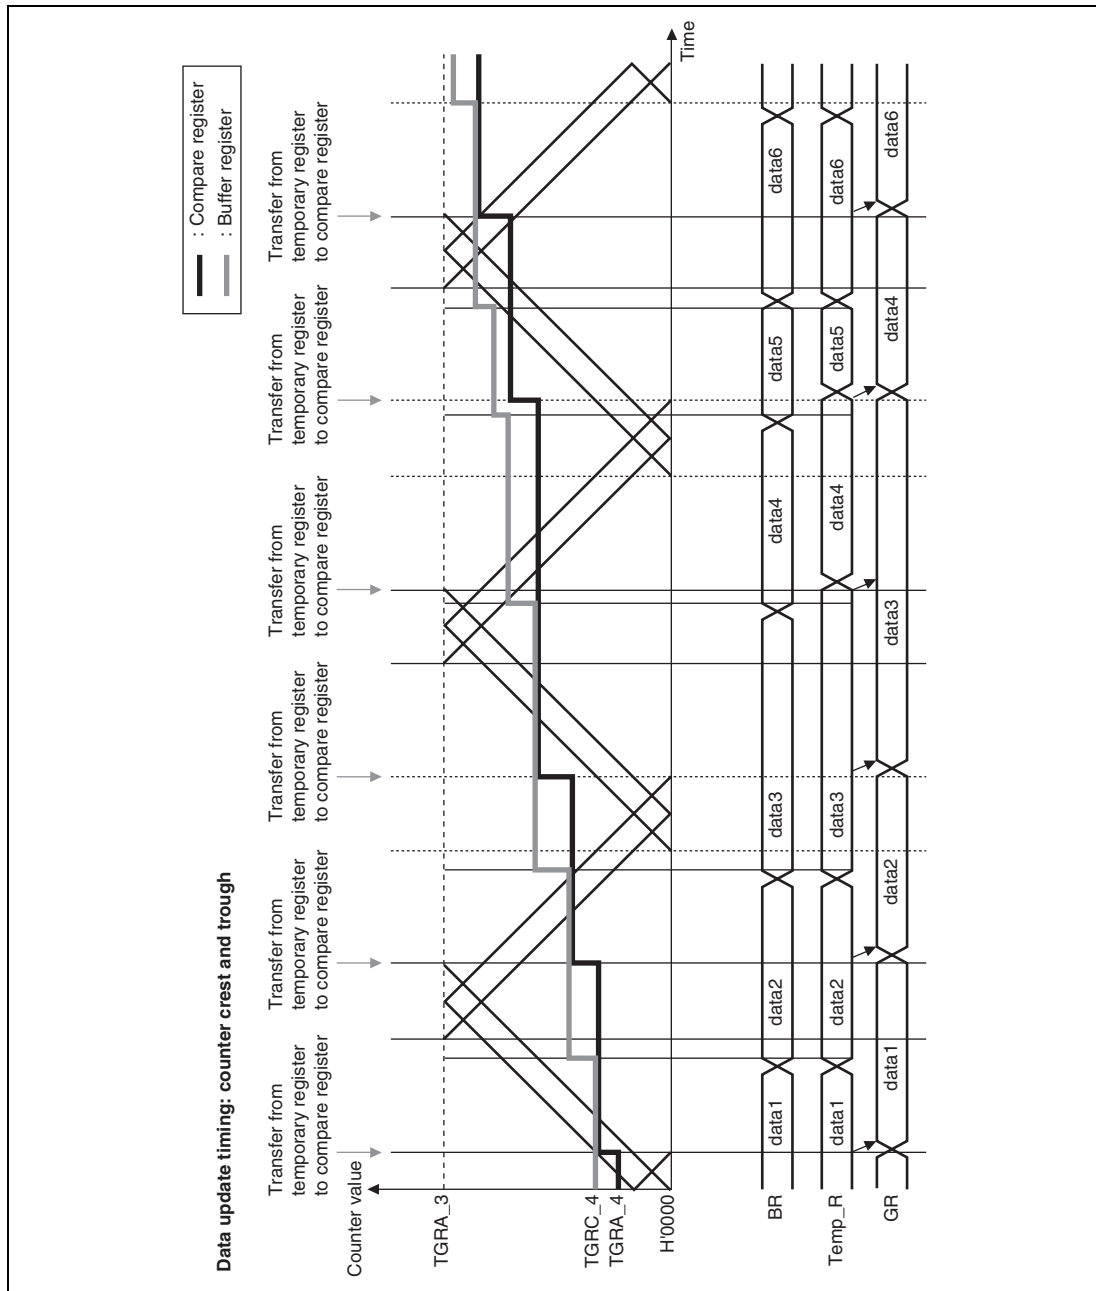 Data update timing: counter crest and trough
: Compare register
: Buffer register
Transfer from
temporary register
to compare register
Transfer from
temporary register
to compare register
Transfer from
temporary register
to compare register
Transfer from
temporary register
to compare register
Transfer from
temporary register
to compare register
Transfer from
temporary register
to compare register
Counter value
TGRA_3
TGRC_4
TGRA_4
H'0000
Time
BR
data1
data2
data3
data4
data5
data6
Temp_R
data1
data2
data3
data4
data5
data6
GR
data1
data2
data3
data4
data6